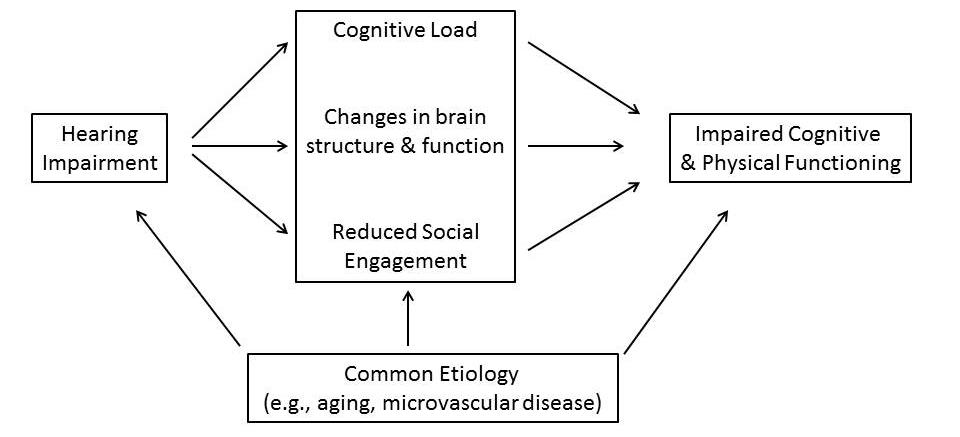 Cognitive Load
Hearing
Impairment
Changes in brain
structure & function
Reduced Social
Engagement
Impaired Cognitive
& Physical Functioning
Common Etiology
(e.g., aging, microvascular disease)